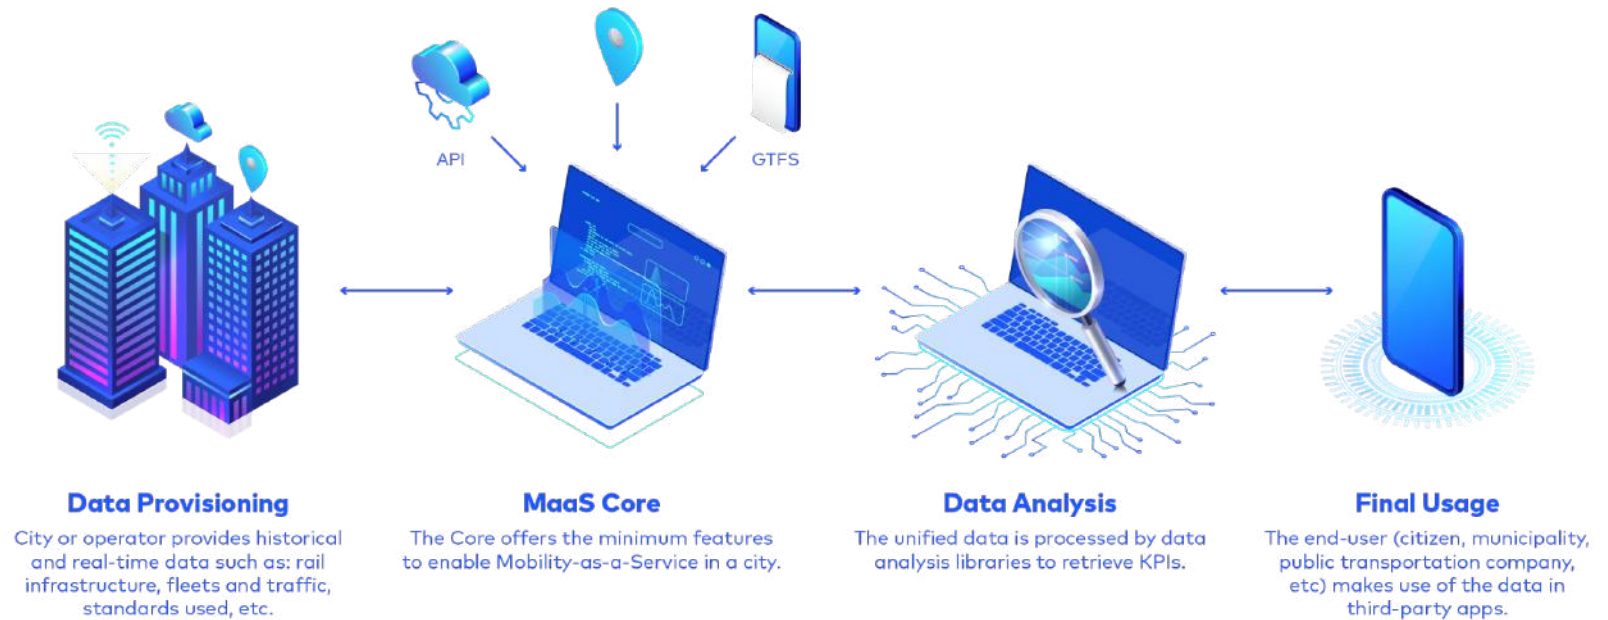 API
GTFS
Data Provisioning
City or operator provides historical
and real-time data such as: rail
infrastructure, fleets and traffic,
standards used, etc.
MaaS Core
The Core offers the minimum features
to enable Mobility-as-a-Service in a city.
Data Analysis
The unified data is processed by data
analysis libraries to retrieve KPIs.
Final Usage
The end-user (citizen, municipality,
public transportation company,
etc) makes use of the data in
third-party apps.